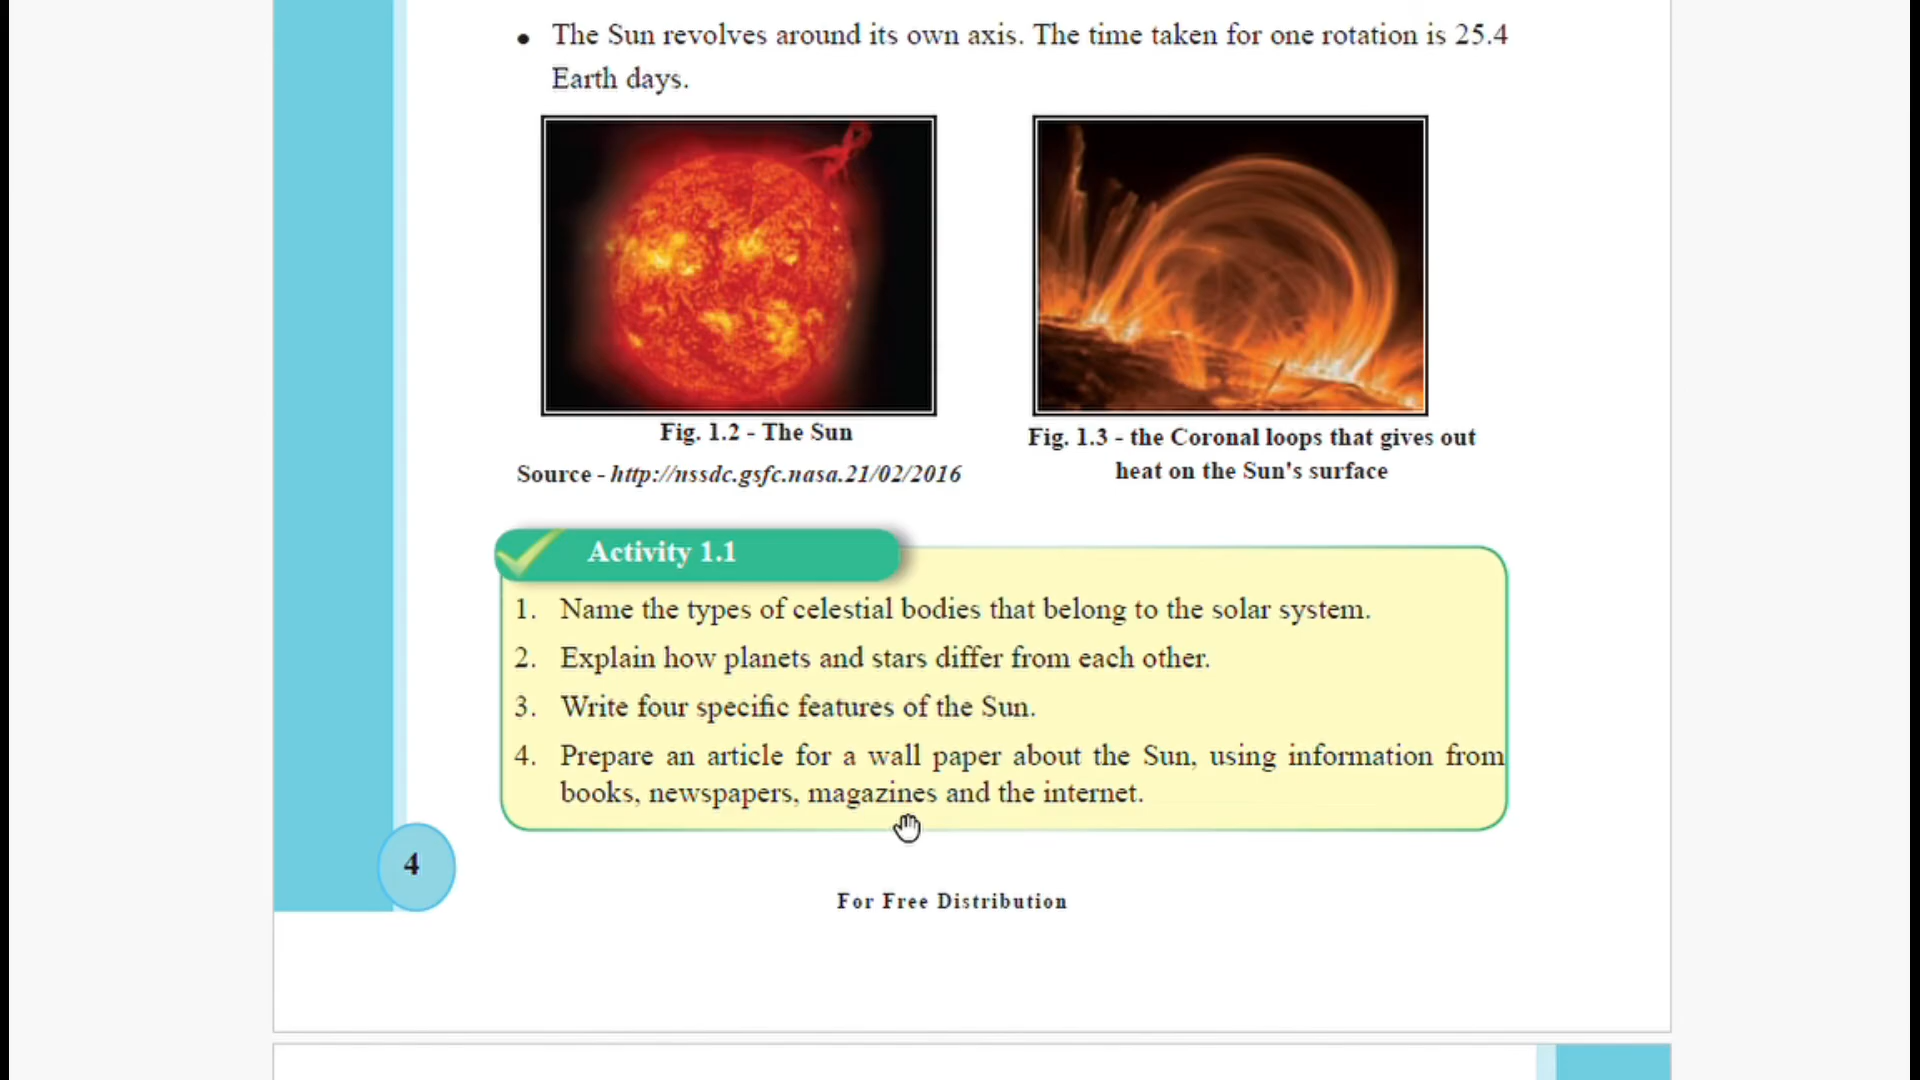 • The Sun revolves around its own axis. The time taken for one rotation is 25.4
Earth days.
Fig. 1.2 - The Sun
Source - http://nssdc.gsfc.nasa.21/02/2016
Fig. 1.3 - the Coronal loops that gives out
heat on the Sun's surface
Activity 1.1
1. Name the types of celestial bodies that belong to the solar system.
2. Explain how planets and stars differ from each other.
3. Write four specific features of the Sun.
4. Prepare an article for a wall paper about the Sun, using information from
books, newspapers, magazines and the internet.
4
For Free Distribution